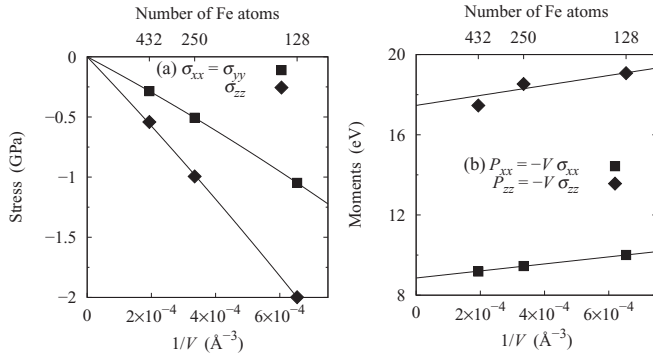 Number of Fe atoms
432 250 128
0
−0.5
−1
−1.5
−2
Stress (GPa)
(a) σxx = σyy
σzz
0 2×10⁻⁴ 4×10⁻⁴ 6×10⁻⁴
1/V (Å⁻³)
Number of Fe atoms
432 250 128
20
18
16
14
12
10
8
Moments (eV)
(b) Pxx = −V σxx
Pzz = −V σzz
0 2×10⁻⁴ 4×10⁻⁴ 6×10⁻⁴
1/V (Å⁻³)